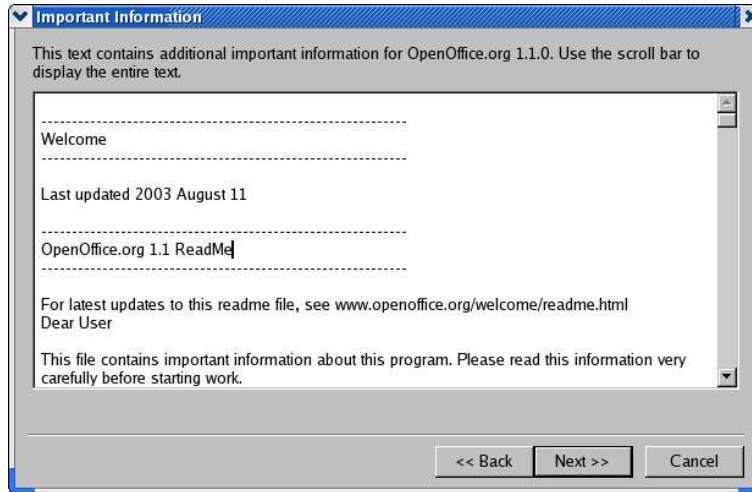 Important Information
This text contains additional important information for OpenOffice.org 1.1.0. Use the scroll bar to
display the entire text.
------------------------------------------------------------
Welcome
------------------------------------------------------------
Last updated 2003 August 11
------------------------------------------------------------
OpenOffice.org 1.1 ReadMe
------------------------------------------------------------
For latest updates to this readme file, see www.openoffice.org/welcome/readme.html
Dear User
This file contains important information about this program. Please read this information very
carefully before starting work.
<< Back
Next >>
Cancel